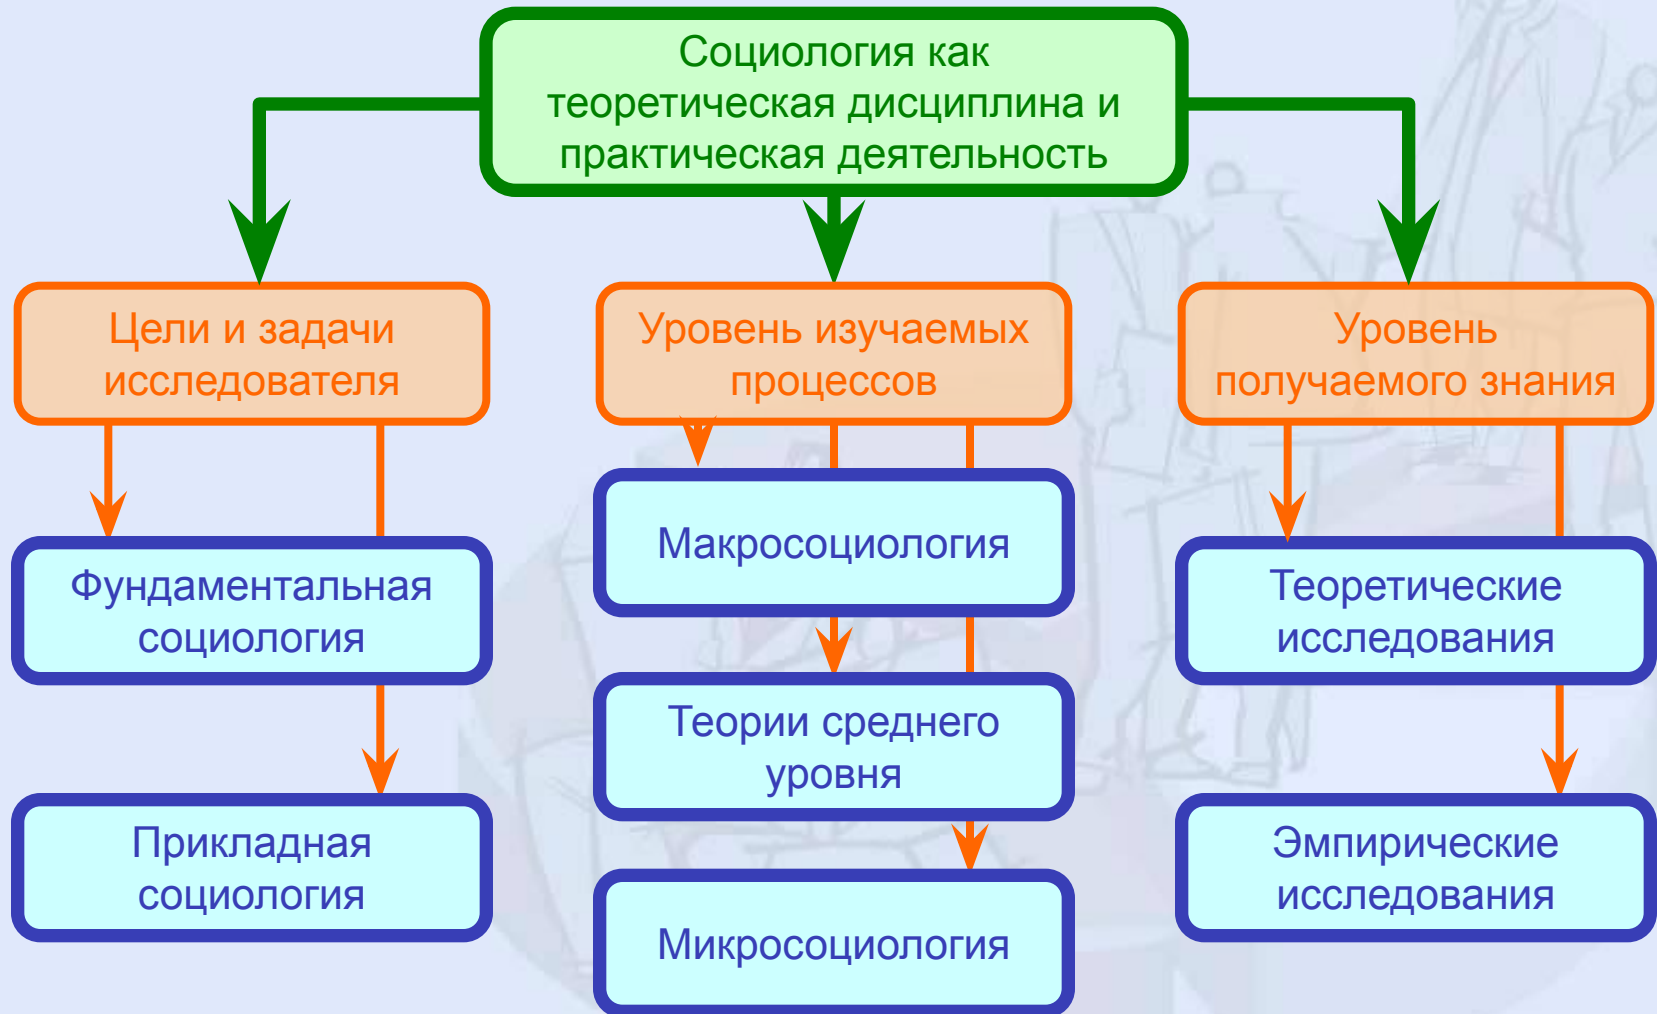 Социология как
теоретическая дисциплина и
практическая деятельность
Цели и задачи
исследователя
Уровень изучаемых
процессов
Уровень
получаемого знания
Фундаментальная
социология
Прикладная
социология
Макросоциология
Теории среднего
уровня
Микросоциология
Теоретические
исследования
Эмпирические
исследования